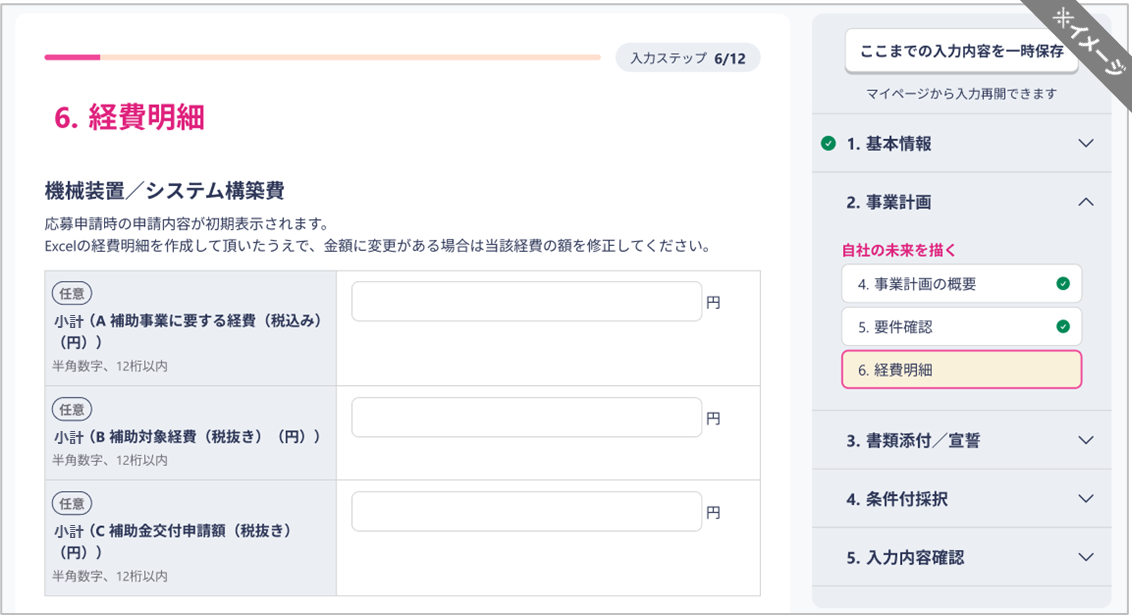 入力ステップ 6/12
6. 経費明細
機械装置／システム構築費
応募申請時の申請内容が初期表示されます。
Excelの経費明細を作成して頂いたうえで、金額に変更がある場合は当該経費の額を修正してください。
任意
小計（A 補助事業に要する経費（税込み）
（円））
半角数字、12桁以内
円
任意
小計（B 補助対象経費（税抜き）（円））
半角数字、12桁以内
円
任意
小計（C 補助金交付申請額（税抜き）
（円））
半角数字、12桁以内
円
※イメージ
ここまでの入力内容を一時保存
マイページから入力再開できます
1. 基本情報
2. 事業計画
自社の未来を描く
4. 事業計画の概要
5. 要件確認
6. 経費明細
3. 書類添付／宣誓
4. 条件付採択
5. 入力内容確認